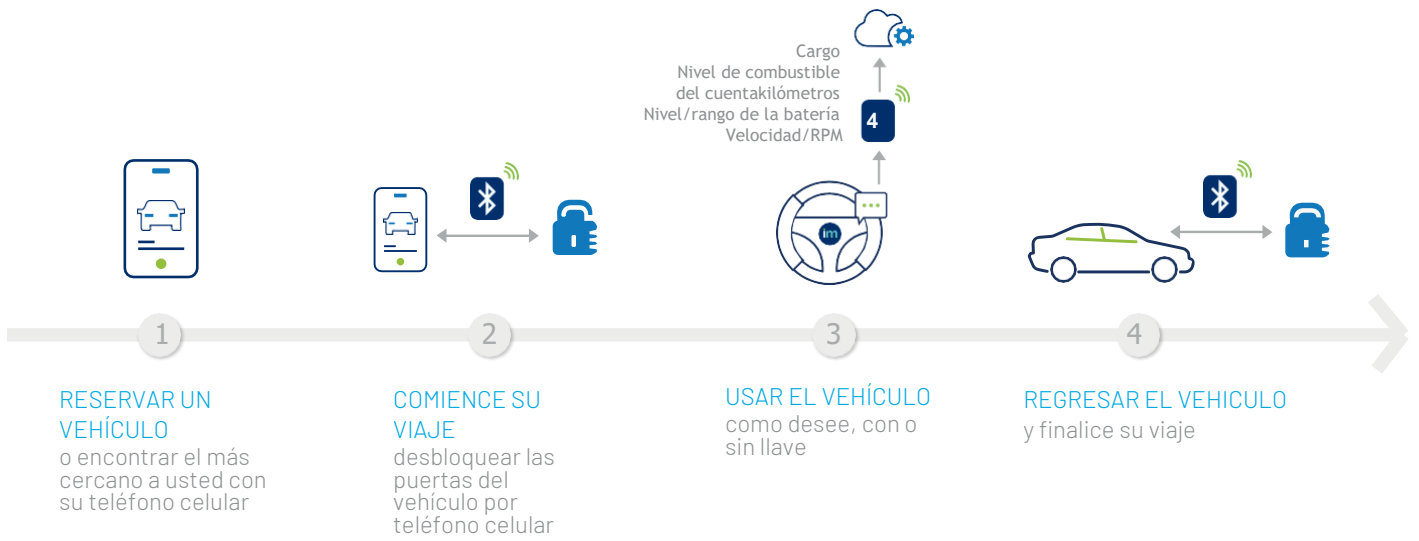 Cargo
Nivel de combustible
del cuentakilómetros
Nivel/rango de la batería
Velocidad/RPM
4
im
1
2
3
4
RESERVAR UN
VEHÍCULO
o encontrar el más
cercano a usted con
su teléfono celular
COMIENCE SU
VIAJE
desbloquear las
puertas del
vehículo por
teléfono celular
USAR EL VEHÍCULO
como desee, con o
sin llave
REGRESAR EL VEHICULO
y finalice su viaje